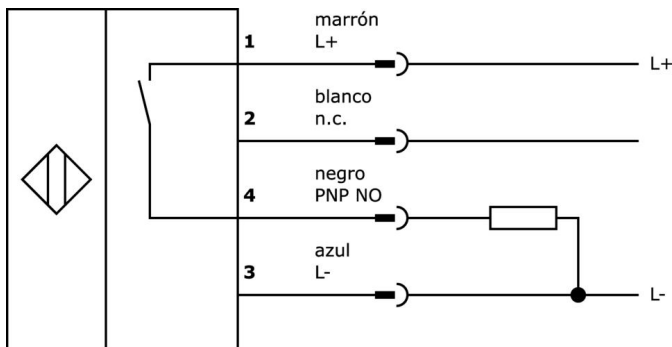 marrón
1 L+ L+
blanco
2 n.c.
negro
4 PNP NO
azul
3 L-
L-